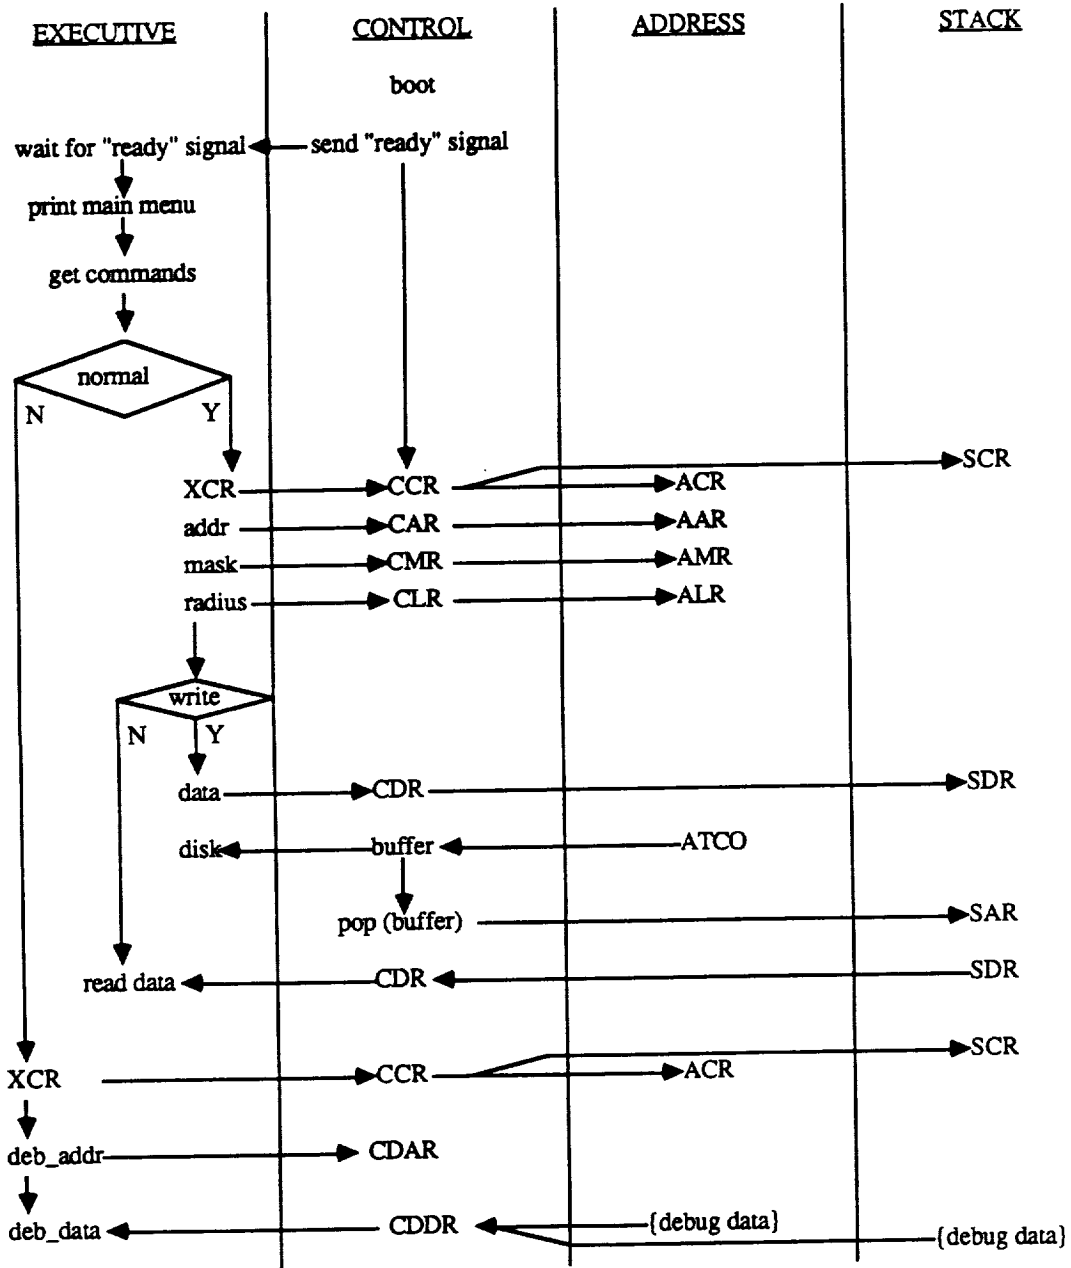 EXECUTIVE CONTROL ADDRESS STACK
boot
wait for "ready" signal send "ready" signal
print main menu
get commands
normal
N Y
SCR
XCR CCR ACR
addr CAR AAR
mask CMR AMR
radius CLR ALR
write
N Y
data CDR SDR
disk buffer ATCO
pop (buffer) SAR
read data CDR SDR
SCR
XCR CCR ACR
deb_addr CDAR
deb_data CDDR {debug data} {debug data}